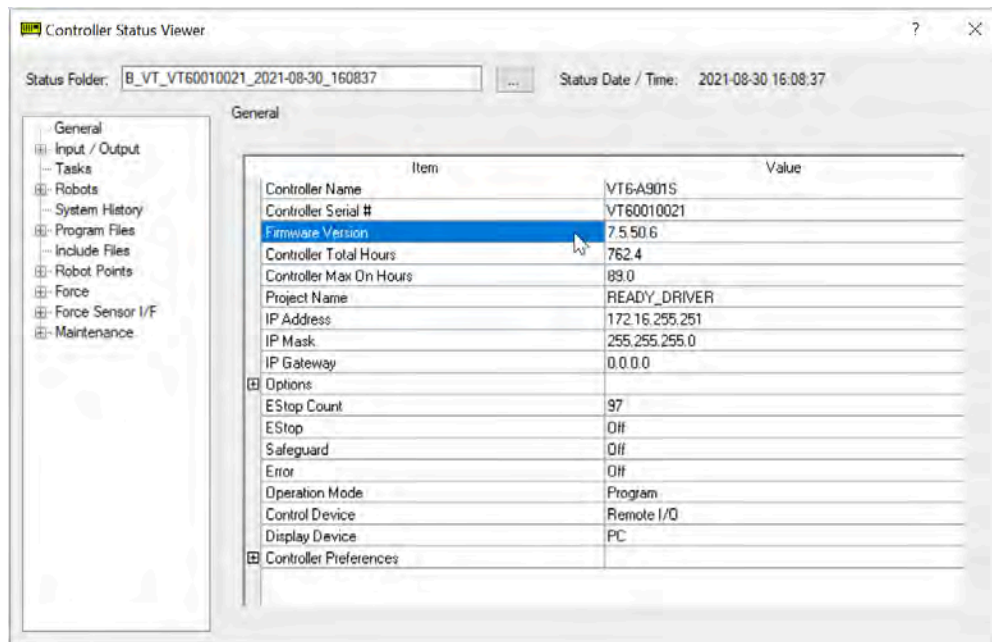 Controller Status Viewer
?
Status Folder: B_VT_VT60010021_2021-08-30_160837 ... Status Date / Time: 2021-08-30 16:08:37
General
Input / Output
Tasks
Robots
System History
Program Files
Include Files
Robot Points
Force
Force Sensor I/F
Maintenance
General
Item Value
Controller Name VT6-A901S
Controller Serial # VT60010021
Firmware Version 7.5.50.6
Controller Total Hours 762.4
Controller Max On Hours 89.0
Project Name READY_DRIVER
IP Address 172.16.255.251
IP Mask 255.255.255.0
IP Gateway 0.0.0.0
Options
EStop Count 97
EStop Off
Safeguard Off
Error Off
Operation Mode Program
Control Device Remote I/O
Display Device PC
Controller Preferences